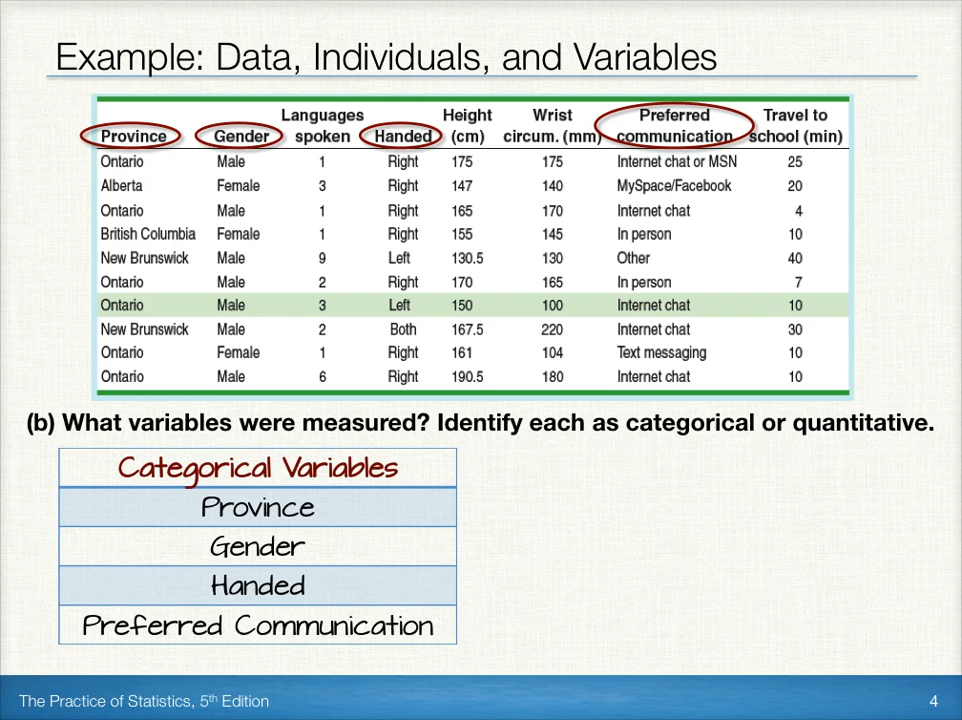 Example: Data, Individuals, and Variables
Languages Height Wrist Preferred Travel to
Province Gender spoken Handed (cm) circum. (mm) communication school (min)
Ontario Male 1 Right 175 175 Internet chat or MSN 25
Alberta Female 3 Right 147 140 MySpace/Facebook 20
Ontario Male 1 Right 165 170 Internet chat 4
British Columbia Female 1 Right 155 145 In person 10
New Brunswick Male 9 Left 130.5 130 Other 40
Ontario Male 2 Right 170 165 In person 7
Ontario Male 3 Left 150 100 Internet chat 10
New Brunswick Male 2 Both 167.5 220 Internet chat 30
Ontario Female 1 Right 161 104 Text messaging 10
Ontario Male 6 Right 190.5 180 Internet chat 10
(b) What variables were measured? Identify each as categorical or quantitative.
Categorical Variables
Province
Gender
Handed
Preferred Communication
The Practice of Statistics, 5th Edition 4